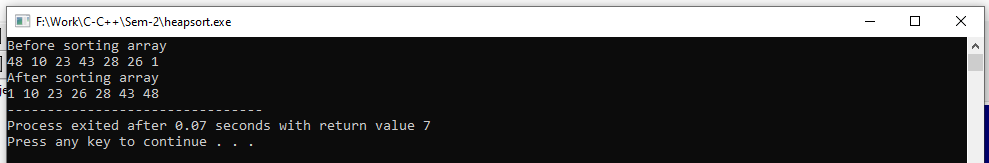 F:\Work\C-C++\Sem-2\heapsort.exe
Before sorting array
48 10 23 43 28 26 1
After sorting array
1 10 23 26 28 43 48
--------------------------------
Process exited after 0.07 seconds with return value 7
Press any key to continue . . .